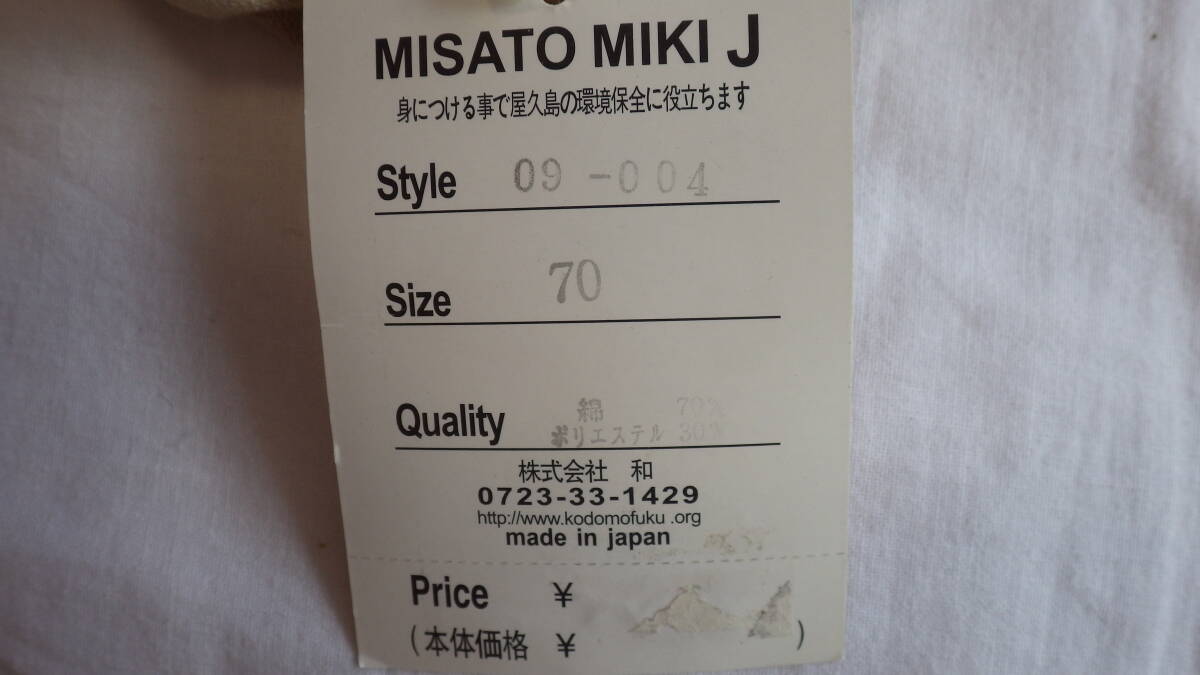 MISATO MIKI J
身につける事で屋久島の環境保全に役立ちます
Style 09-004
Size 70
Quality 綿 70%
ポリエステル 30%
株式会社 和
0723-33-1429
http://www.kodomofuku .org
made in japan
Price ¥
(本体価格 ¥ )